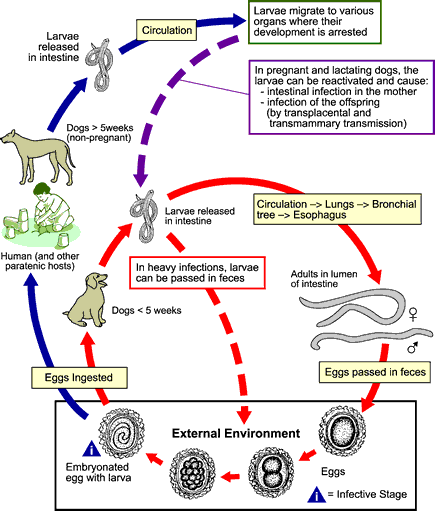 Larvae
released
in intestine
Circulation
Larvae migrate to various
organs where their
development is arrested
In pregnant and lactating dogs, the
larvae can be reactivated and cause:
- intestinal infection in the mother
- infection of the offspring
(by transplacental and
transmammary transmission)
Dogs > 5weeks
(non-pregnant)
Larvae released
in intestine
Circulation –> Lungs –> Bronchial
tree –> Esophagus
Human (and other
paratenic hosts)
In heavy infections, larvae
can be passed in feces
Adults in lumen
of intestine
♀
♂
Dogs < 5 weeks
Eggs Ingested
Eggs passed in feces
External Environment
i
Embryonated
egg with larva
Eggs
i = Infective Stage